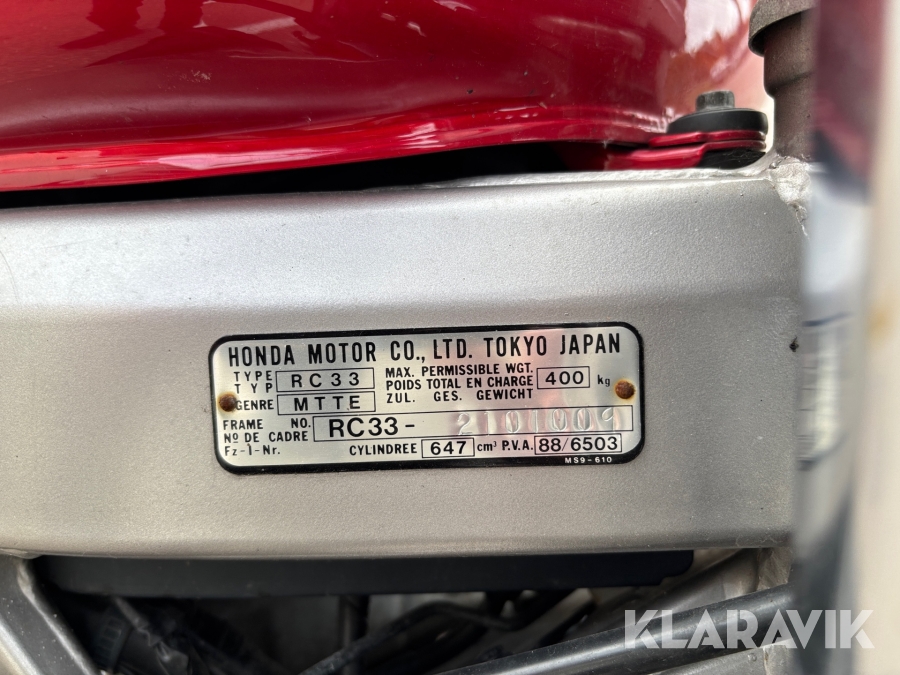 HONDA MOTOR CO., LTD. TOKYO JAPAN
TYPE
TYP
RC33
MAX. PERMISSIBLE WGT.
POIDS TOTAL EN CHARGE
ZUL. GES. GEWICHT
400 kg
GENRE MTTE
FRAME NO.
Nº DE CADRE
Fz-I-Nr.
RC33-2101009
CYLINDREE 647 cm³ P.V.A. 88/6503
MS9-610
KLARAVIK